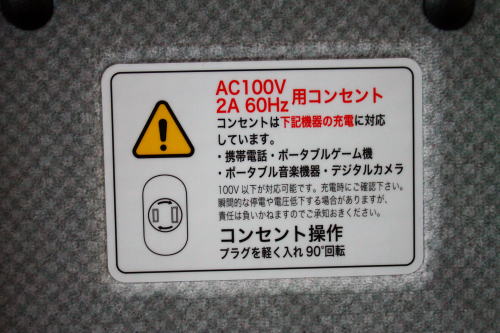 AC100V
2A 60Hz 用コンセント
コンセントは下記機器の充電に対応
しています。
・携帯電話・ポータブルゲーム機
・ポータブル音楽機器・デジタルカメラ
100V 以下が対応可能です。充電時にご確認下さい。
瞬間的な停電や電圧低下する場合がありますが、
責任は負いかねますのでご承知おきください。
コンセント操作
プラグを軽く入れ 90°回転